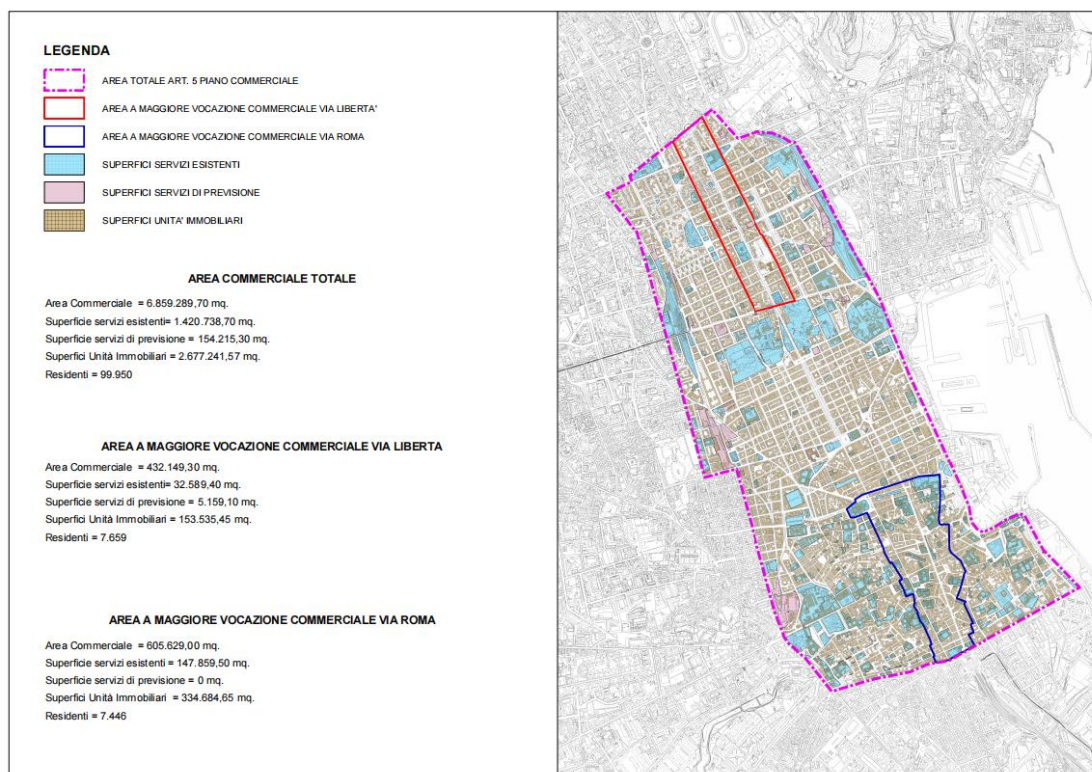 LEGENDA
AREA TOTALE ART. 5 PIANO COMMERCIALE
AREA A MAGGIORE VOCAZIONE COMMERCIALE VIA LIBERTA'
AREA A MAGGIORE VOCAZIONE COMMERCIALE VIA ROMA
SUPERFICI SERVIZI ESISTENTI
SUPERFICI SERVIZI DI PREVISIONE
SUPERFICI UNITA' IMMOBILIARI
AREA COMMERCIALE TOTALE
Area Commerciale = 6.859.289,70 mq.
Superficie servizi esistenti= 1.420.738,70 mq.
Superficie servizi di previsione = 154.215,30 mq.
Superfici Unità Immobiliari = 2.677.241,57 mq.
Residenti = 99.950
AREA A MAGGIORE VOCAZIONE COMMERCIALE VIA LIBERTA
Area Commerciale = 432.149,30 mq.
Superficie servizi esistenti= 32.589,40 mq.
Superficie servizi di previsione = 5.159,10 mq.
Superfici Unità Immobiliari = 153.535,45 mq.
Residenti = 7.659
AREA A MAGGIORE VOCAZIONE COMMERCIALE VIA ROMA
Area Commerciale = 605.629,00 mq.
Superficie servizi esistenti = 147.859,50 mq.
Superficie servizi di previsione = 0 mq.
Superfici Unità Immobiliari = 334.684,65 mq.
Residenti = 7.446